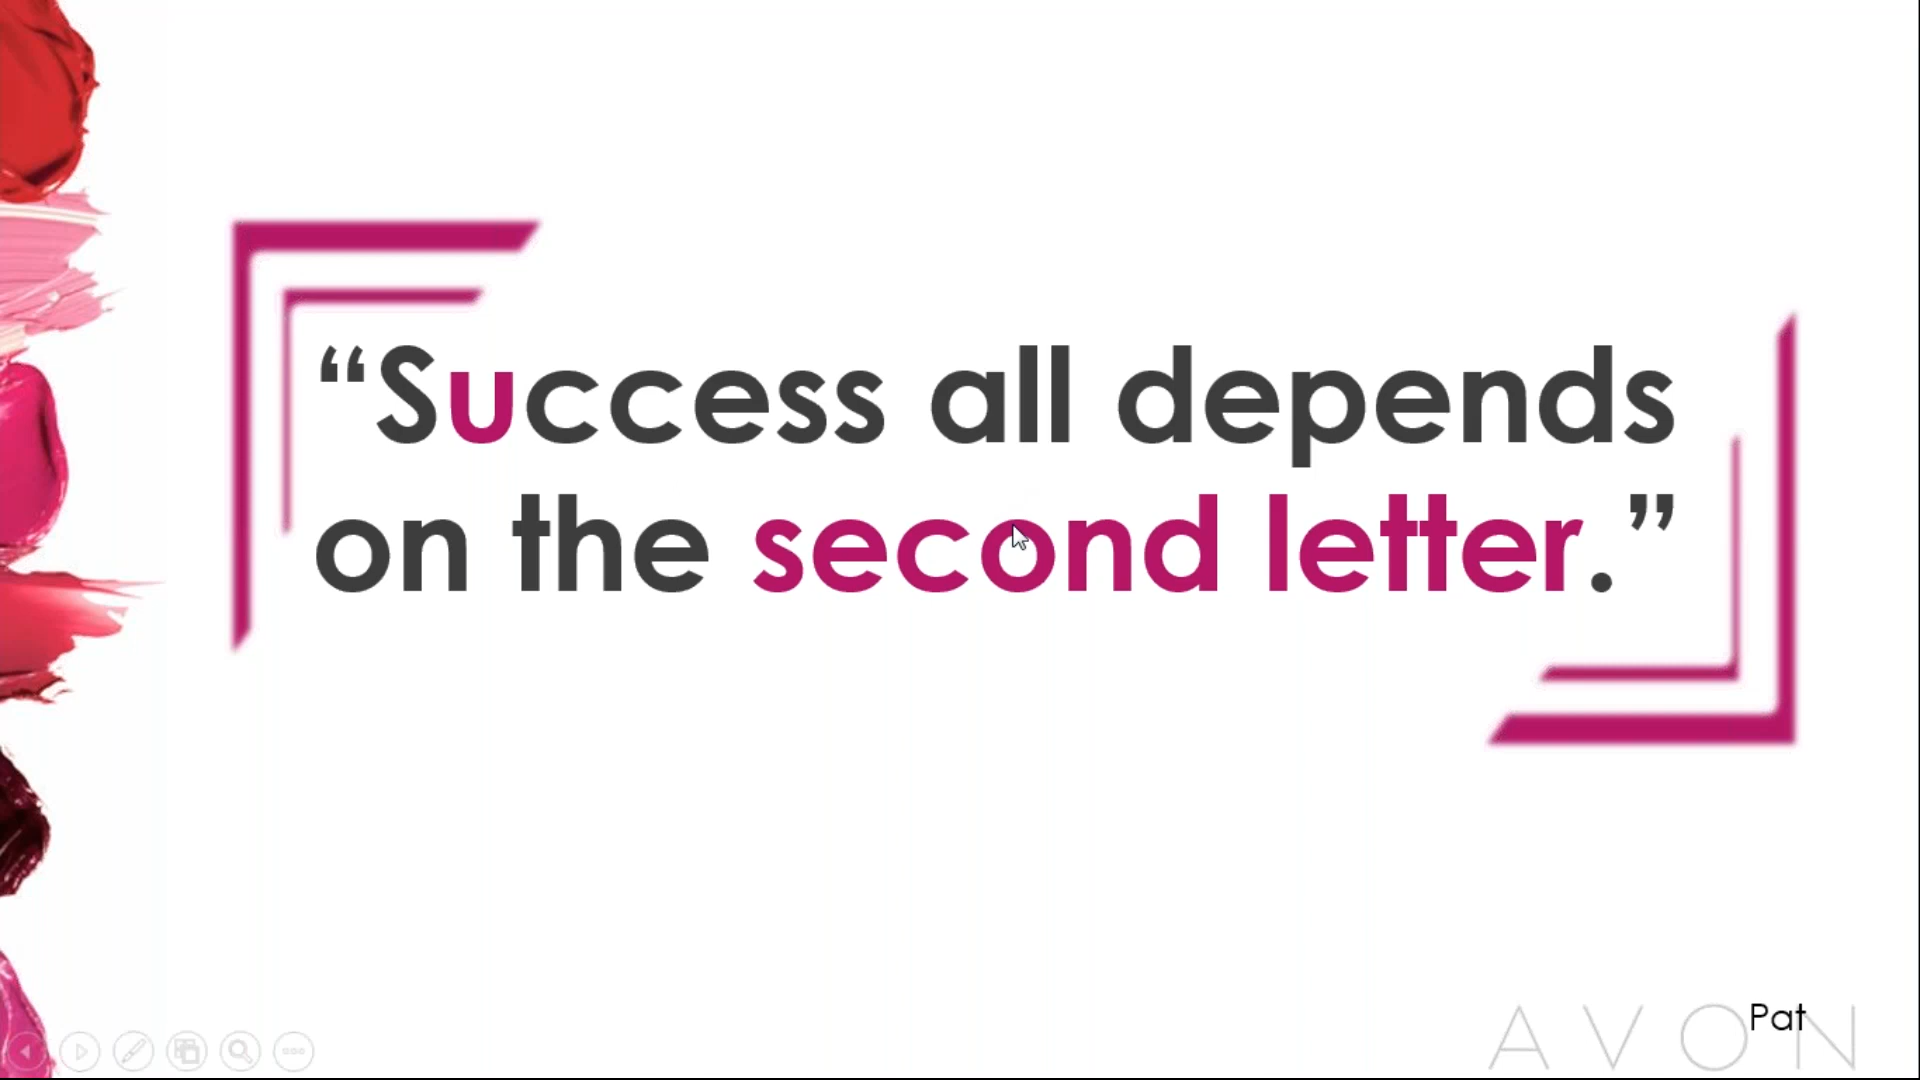 “Success all depends
on the second letter.”
Pat
AVON